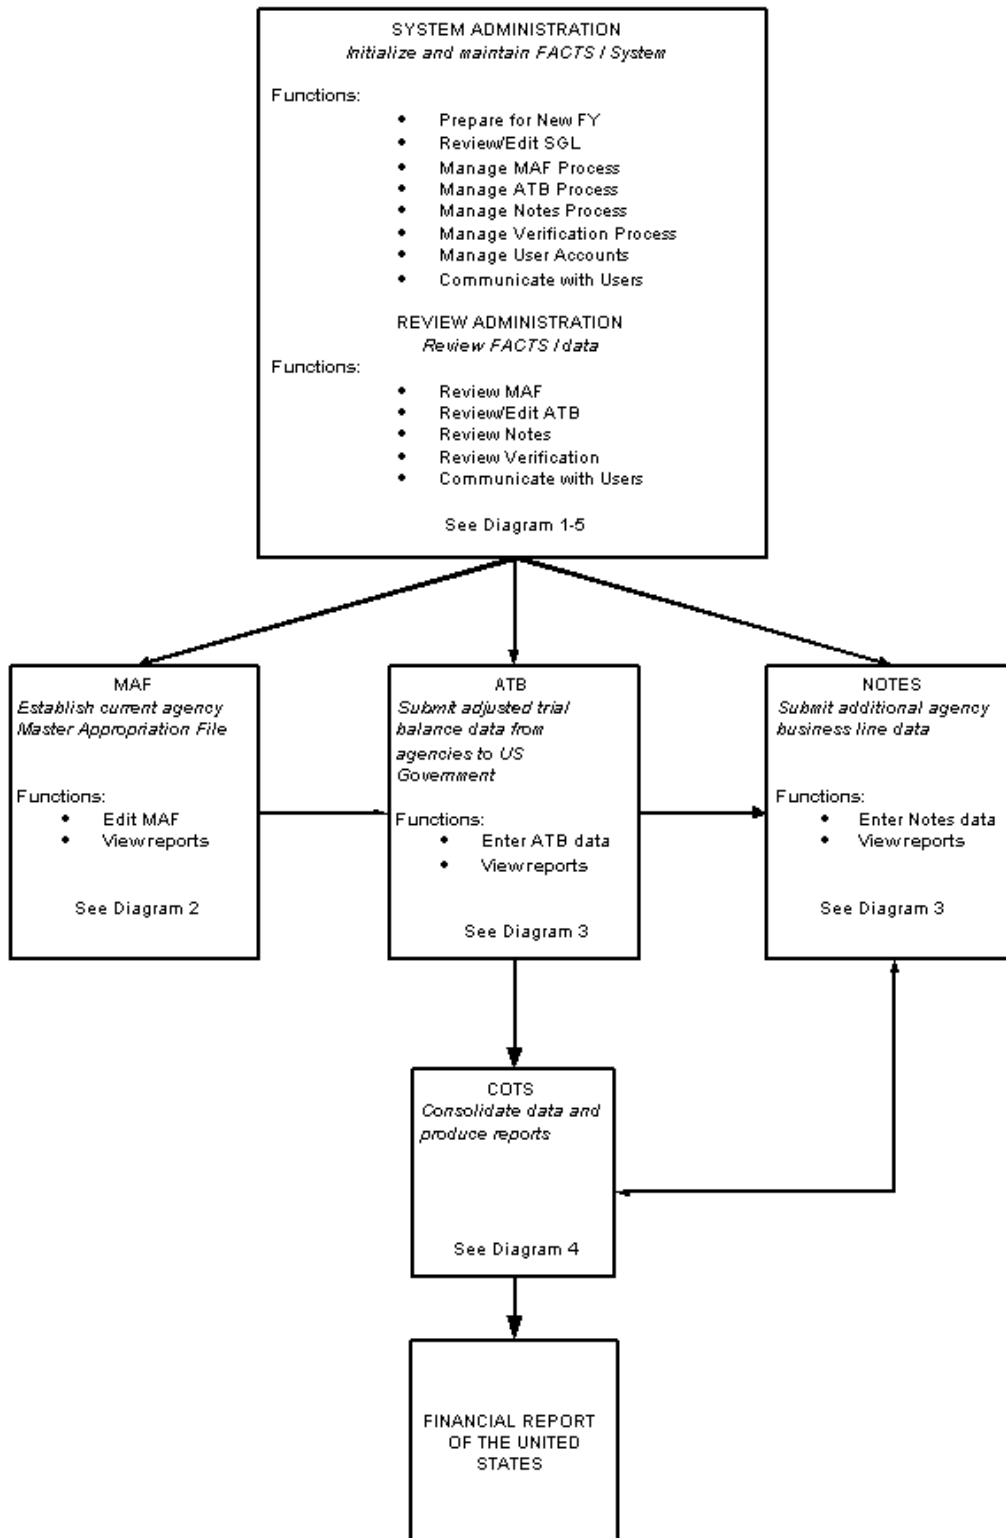 SYSTEM ADMINISTRATION
Initialize and maintain FACTS I System
Functions:
• Prepare for New FY
• Review/Edit SGL
• Manage MAF Process
• Manage ATB Process
• Manage Notes Process
• Manage Verification Process
• Manage User Accounts
• Communicate with Users
REVIEW ADMINISTRATION
Review FACTS I data
Functions:
• Review MAF
• Review/Edit ATB
• Review Notes
• Review Verification
• Communicate with Users
See Diagram 1-5
MAF
Establish current agency
Master Appropriation File
Functions:
• Edit MAF
• View reports
See Diagram 2
ATB
Submit adjusted trial
balance data from
agencies to US
Government
Functions:
• Enter ATB data
• View reports
See Diagram 3
NOTES
Submit additional agency
business line data
Functions:
• Enter Notes data
• View reports
See Diagram 3
COTS
Consolidate data and
produce reports
See Diagram 4
FINANCIAL REPORT
OF THE UNITED
STATES